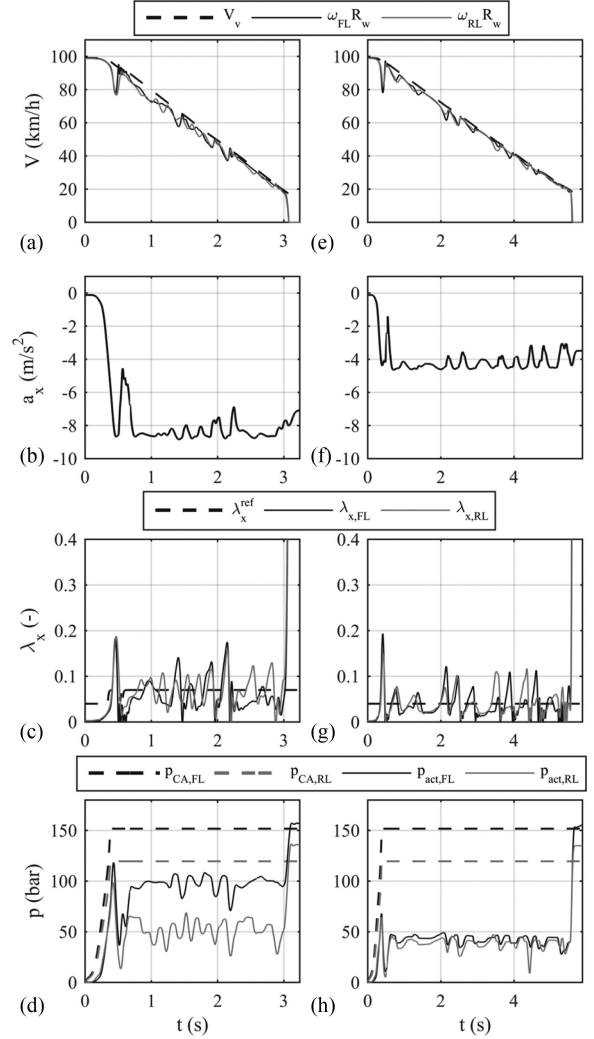 V_v ω_FL R_w ω_RL R_w
V (km/h)
100
80
60
40
20
0
0 1 2 3
(a)
100
80
60
40
20
0
0 2 4
(e)
a_x (m/s²)
0
-2
-4
-6
-8
-10
0 1 2 3
(b)
0
-2
-4
-6
-8
-10
0 2 4
(f)
λ_x^ref λ_x,FL λ_x,RL
λ_x (-)
0.4
0.3
0.2
0.1
0
0 1 2 3
(c)
0.4
0.3
0.2
0.1
0
0 2 4
(g)
p_CA,FL p_CA,RL p_act,FL p_act,RL
p (bar)
150
100
50
0
0 1 2 3
(d)
t (s)
150
100
50
0
0 2 4
(h)
t (s)